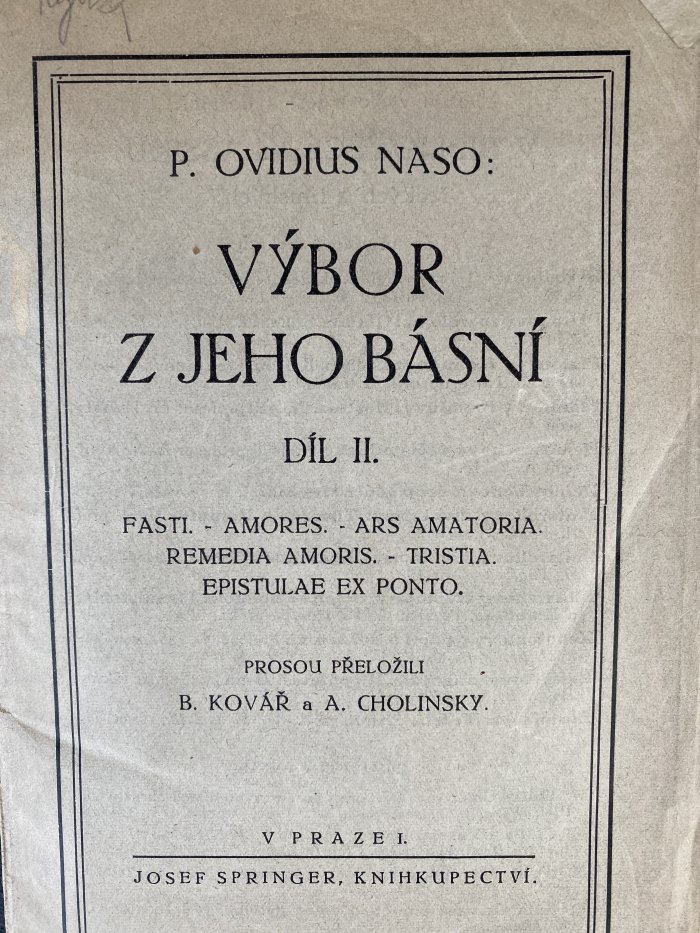 P. OVIDIUS NASO:
VÝBOR
Z JEHO BÁSNÍ
DÍL II.
FASTI. - AMORES. - ARS AMATORIA.
REMEDIA AMORIS. - TRISTIA.
EPISTULAE EX PONTO.
PROSOU PŘELOŽILI
B. KOVÁŘ a A. CHOLINSKY.
V PRAZE I.
JOSEF SPRINGER, KNIHKUPECTVÍ.